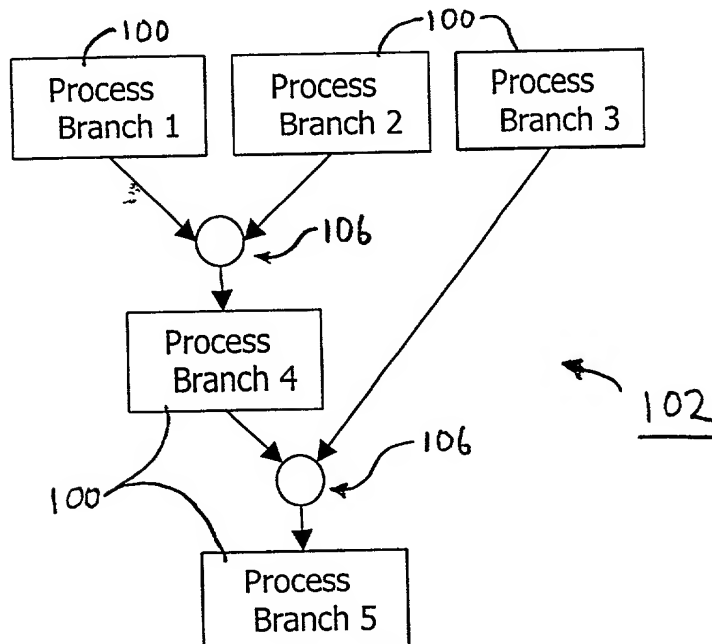 100
100
Process
Branch 1
Process
Branch 2
Process
Branch 3
106
Process
Branch 4
102
106
100
Process
Branch 5